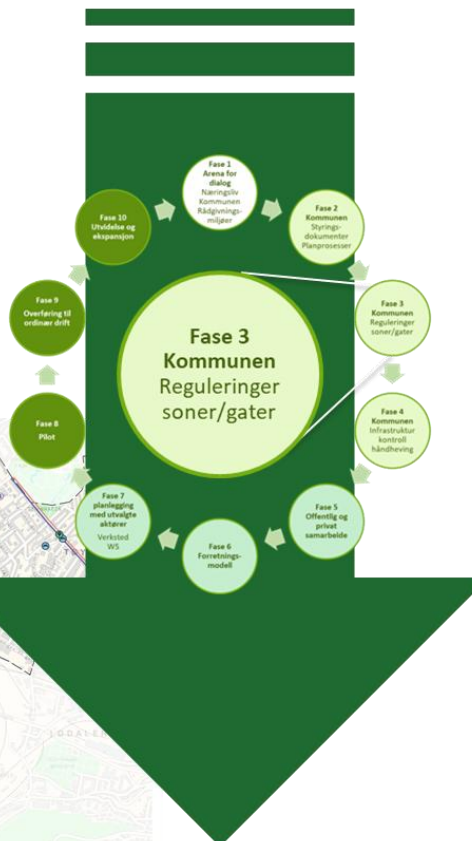 Fase 1
Arena for
dialog
Næringsliv
Kommunen
Rådgivnings-
miljøer
Fase 2
Kommunen
Styrings-
dokumenter
Planprosesser
Fase 3
Kommunen
Reguleringer
soner/gater
Fase 4
Kommunen
Infrastruktur
kontroll
håndheving
Fase 5
Offentlig og
privat
samarbeide
Fase 6
Forretnings-
modell
Fase 7
planlegging
med utvalgte
aktører
Verksted
WS
Fase 8
Pilot
Fase 9
Overføring til
ordinær drift
Fase 10
Utvidelse og
ekspansjon
Fase 3
Kommunen
Reguleringer
soner/gater